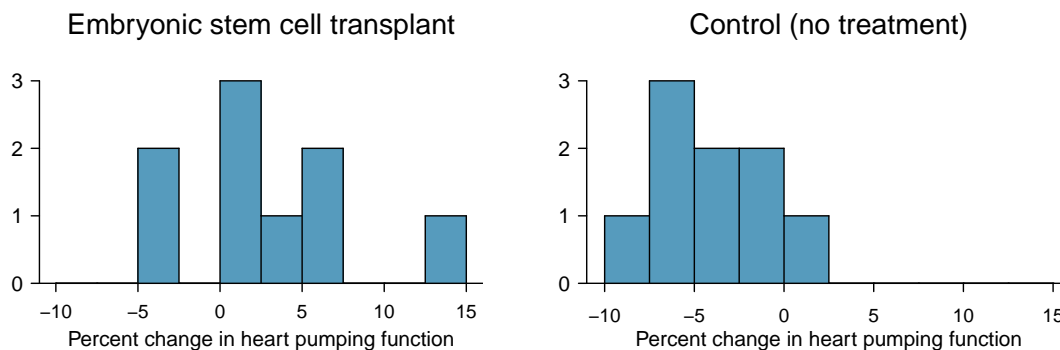 Embryonic stem cell transplant
3
2
1
0
−10 −5 0 5 10 15
Percent change in heart pumping function
Control (no treatment)
3
2
1
0
−10 −5 0 5 10 15
Percent change in heart pumping function